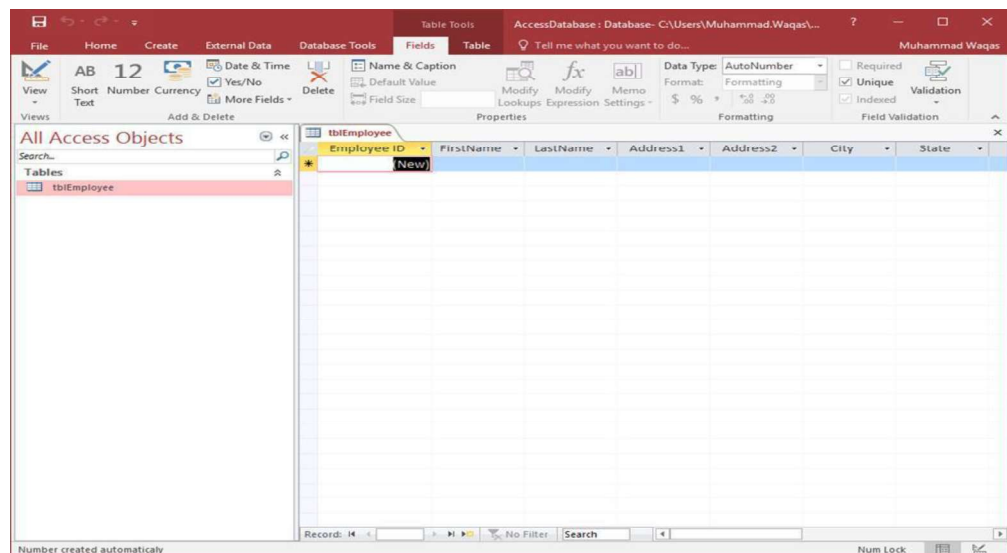 Table Tools AccessDatabase : Database- C:\Users\Muhammad.Waqas\... ?
File Home Create External Data Database Tools Fields Table Tell me what you want to do... Muhammad Waqas
View
Views
AB Short Text
12 Number
Currency
Date & Time
Yes/No
More Fields
Add & Delete
Delete
Name & Caption
Default Value
Field Size
Modify Lookups
fx Modify Expression
ab| Memo Settings
Properties
Data Type: AutoNumber
Format: Formatting
$ %
Formatting
Required
Unique
Indexed
Validation
Field Validation
All Access Objects
Search...
Tables
tblEmployee
tblEmployee
Employee ID FirstName LastName Address1 Address2 City State
(New)
Record: No Filter Search
Number created automaticaly Num Lock